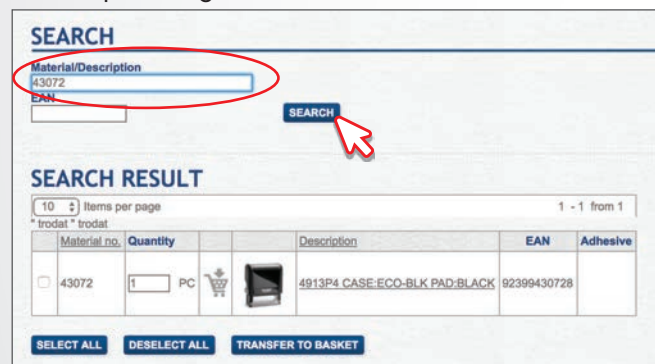 SEARCH
Material/Description
43072
EAN
SEARCH
SEARCH RESULT
10 Items per page 1 - 1 from 1
* trodat * trodat
Material no. Quantity Description EAN Adhesive
43072 1 PC 4913P4 CASE:ECO-BLK PAD:BLACK 92399430728
SELECT ALL DESELECT ALL TRANSFER TO BASKET